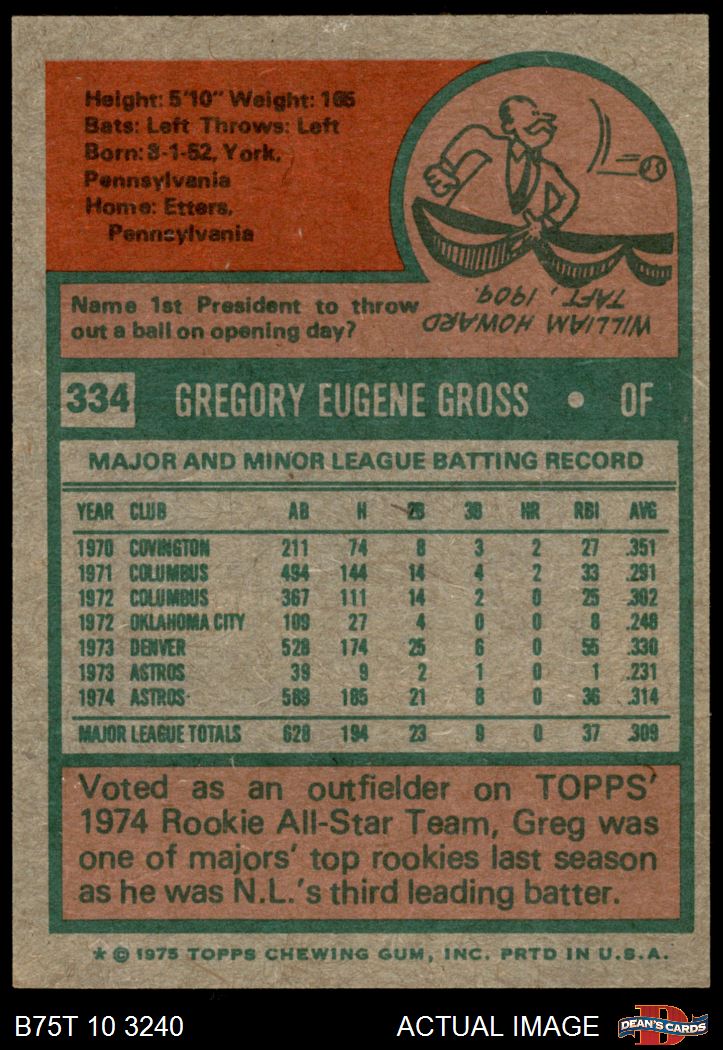 Height: 5'10" Weight: 165
Bats: Left Throws: Left
Born: 3-1-52, York,
Pennsylvania
Home: Etters,
Pennsylvania
Name 1st President to throw
out a ball on opening day?
WILLIAM HOWARD
TAFT, 1909.
334 GREGORY EUGENE GROSS • OF
MAJOR AND MINOR LEAGUE BATTING RECORD
YEAR CLUB AB H 2B 3B HR RBI AVG
1970 COVINGTON 211 74 8 3 2 27 .351
1971 COLUMBUS 494 144 14 4 2 33 .291
1972 COLUMBUS 367 111 14 2 0 25 .302
1972 OKLAHOMA CITY 109 27 4 0 0 8 .248
1973 DENVER 528 174 25 6 0 55 .330
1973 ASTROS 39 9 2 1 0 1 .231
1974 ASTROS 589 185 21 8 0 36 .314
MAJOR LEAGUE TOTALS 628 194 23 9 0 37 .309
Voted as an outfielder on TOPPS'
1974 Rookie All-Star Team, Greg was
one of majors' top rookies last season
as he was N.L.'s third leading batter.
* © 1975 TOPPS CHEWING GUM, INC. PRTD IN U.S.A.
B75T 10 3240 ACTUAL IMAGE DEAN'S CARDS